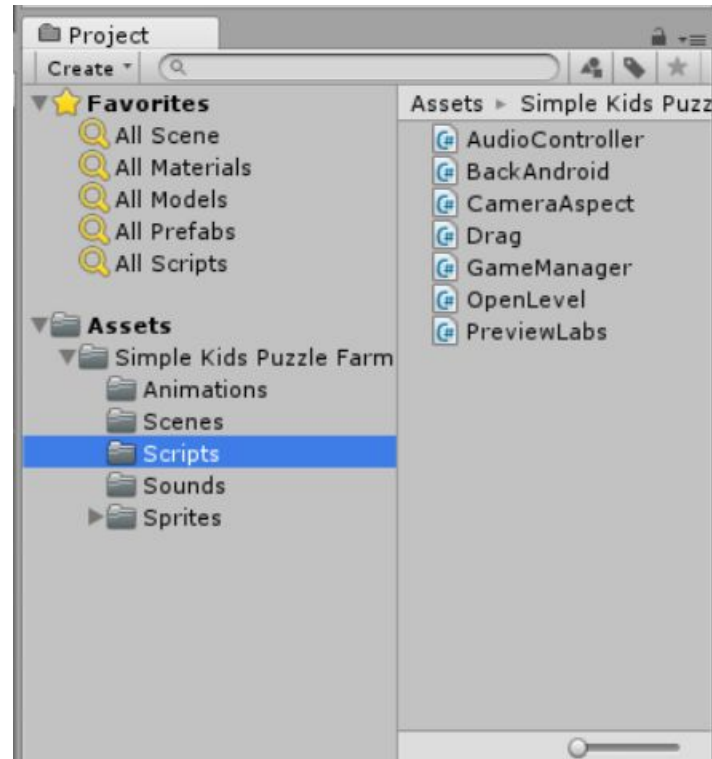 Project
Create
Favorites
All Scene
All Materials
All Models
All Prefabs
All Scripts
Assets
Simple Kids Puzzle Farm
Animations
Scenes
Scripts
Sounds
Sprites
Assets ▸ Simple Kids Puzz
C# AudioController
C# BackAndroid
C# CameraAspect
C# Drag
C# GameManager
C# OpenLevel
C# PreviewLabs